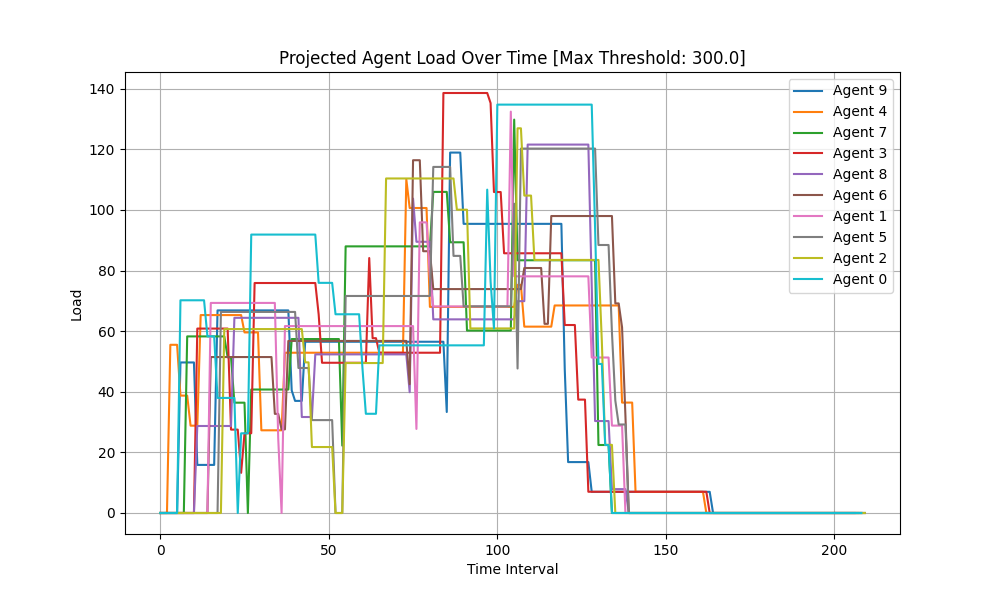 Projected Agent Load Over Time [Max Threshold: 300.0]
Load
140
120
100
80
60
40
20
0
0
50
100
150
200
Time Interval
Agent 9
Agent 4
Agent 7
Agent 3
Agent 8
Agent 6
Agent 1
Agent 5
Agent 2
Agent 0